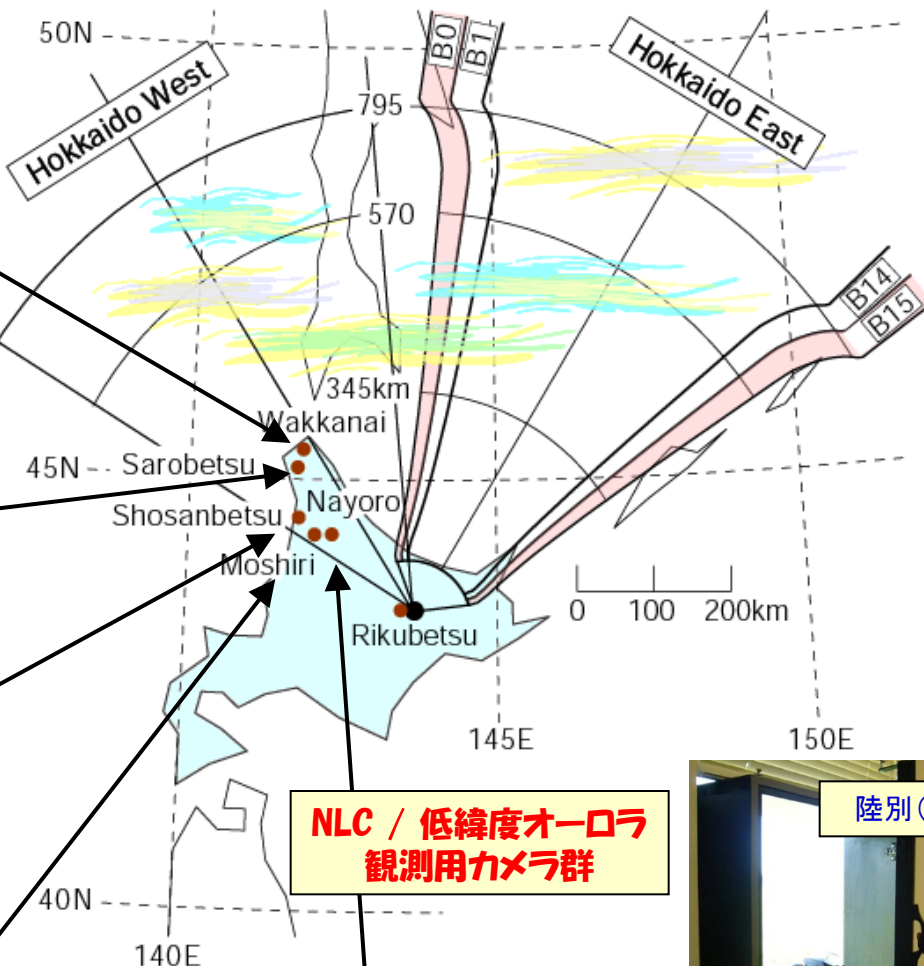 50N
B0
B1
Hokkaido West
Hokkaido East
795
570
B14
B15
345km
Wakkanai
45N
Sarobetsu
Nayoro
Shosanbetsu
Moshiri
0 100 200km
Rikubetsu
145E
150E
NLC / 低緯度オーロラ
観測用カメラ群
陸別(
40N
140E